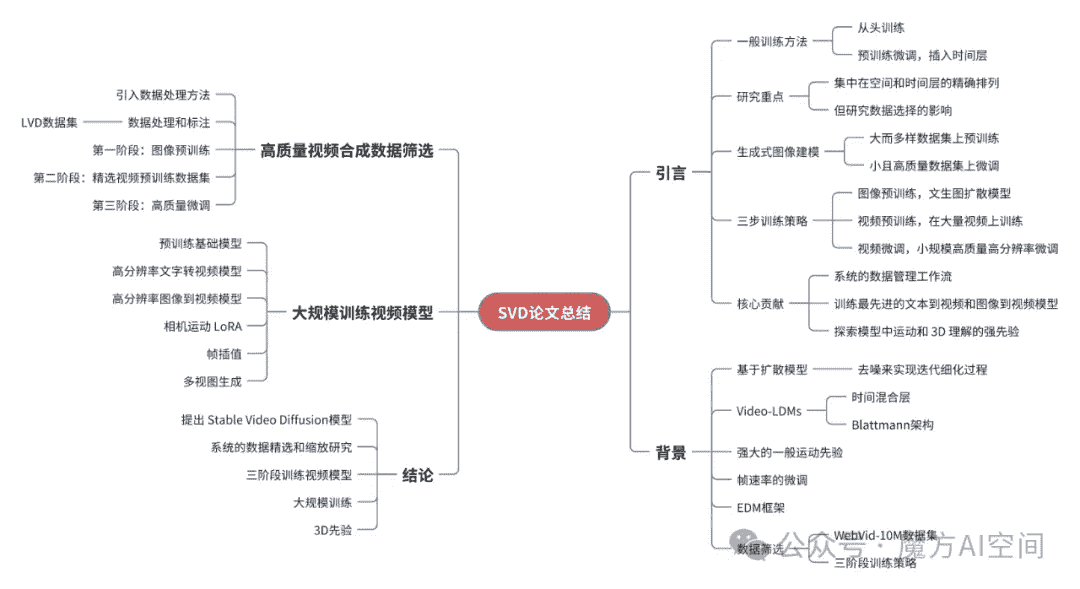 SVD论文总结
引言
一般训练方法
从头训练
预训练微调，插入时间层
研究重点
集中在空间和时间层的精确排列
但研究数据选择的影响
生成式图像建模
大而多样数据集上预训练
小且高质量数据集上微调
三步训练策略
图像预训练，文生图扩散模型
视频预训练，在大量视频上训练
视频微调，小规模高质量高分辨率微调
核心贡献
系统的数据管理工作流
训练最先进的文本到视频和图像到视频模型
探索模型中运动和 3D 理解的强先验
背景
基于扩散模型
去噪来实现迭代细化过程
Video-LDMs
时间混合层
Blattmann架构
强大的一般运动先验
帧速率的微调
EDM框架
数据筛选
WebVid-10M数据集
三阶段训练策略
高质量视频合成数据筛选
引入数据处理方法
数据处理和标注
LVD数据集
第一阶段：图像预训练
第二阶段：精选视频预训练数据集
第三阶段：高质量微调
大规模训练视频模型
预训练基础模型
高分辨率文字转视频模型
高分辨率图像到视频模型
相机运动 LoRA
帧插值
多视图生成
结论
提出 Stable Video Diffusion模型
系统的数据精选和缩放研究
三阶段训练视频模型
大规模训练
3D先验
公众号·魔方AI空间